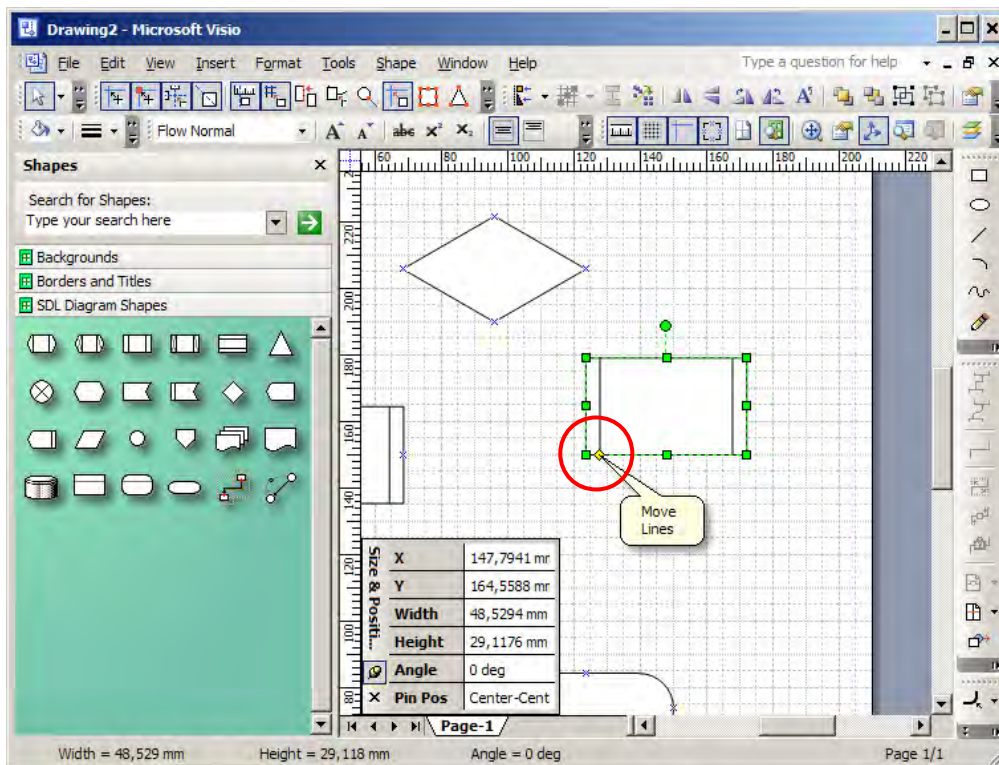 Drawing2 - Microsoft Visio
File Edit View Insert Format Tools Shape Window Help Type a question for help
Flow Normal A A abc x² x₂
Shapes
Search for Shapes:
Type your search here
Backgrounds
Borders and Titles
SDL Diagram Shapes
60 80 100 120 140 160 180 200 220
220
200
180
160
140
120
100
80
Move
Lines
Size & Positi...
X 147,7941 mr
Y 164,5588 mr
Width 48,5294 mm
Height 29,1176 mm
Angle 0 deg
Pin Pos Center-Cent
Page-1
Width = 48,529 mm Height = 29,118 mm Angle = 0 deg Page 1/1